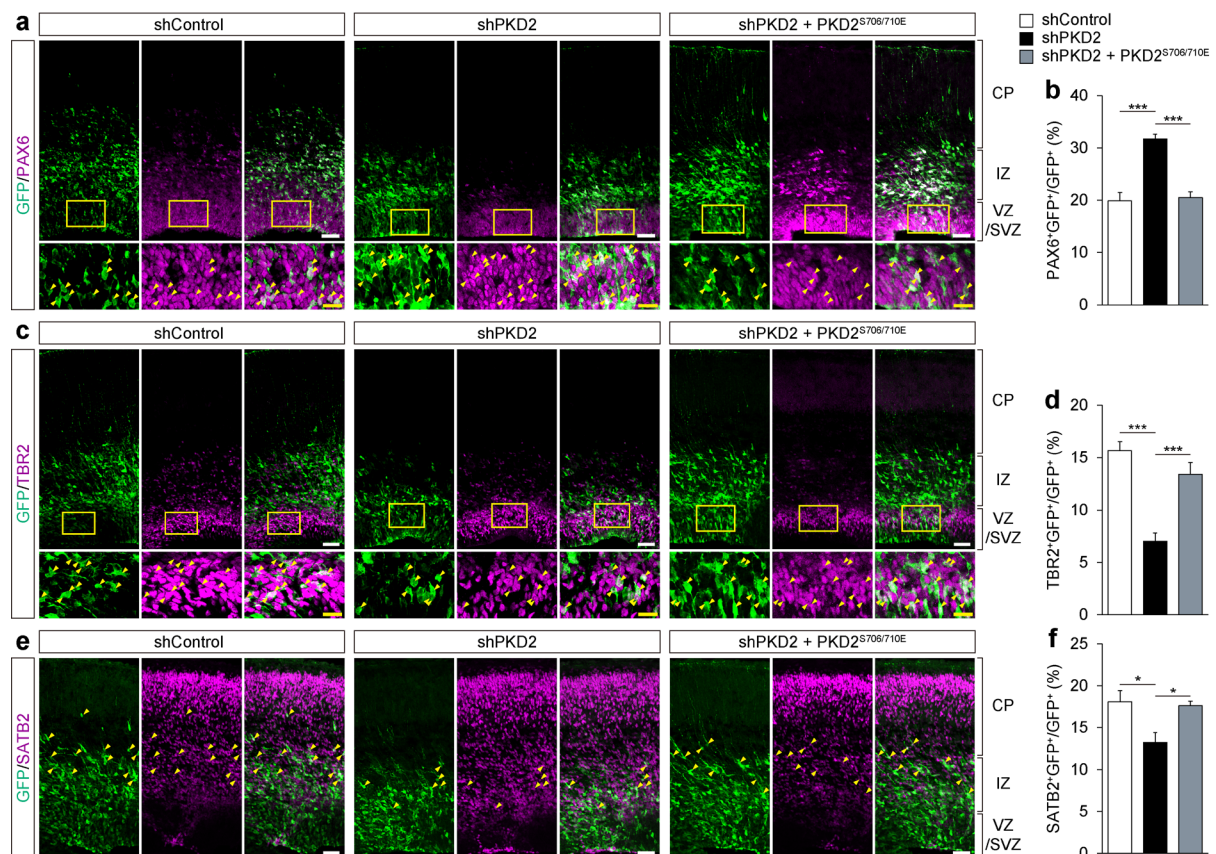 a
shControl
shPKD2
shPKD2 + PKD2S706/710E
GFP/PAX6
CP
IZ
VZ
/SVZ
shControl
shPKD2
shPKD2 + PKD2S706/710E
b
PAX6+GFP+/GFP+ (%)
40
30
20
10
0
***
***
c
shControl
shPKD2
shPKD2 + PKD2S706/710E
GFP/TBR2
CP
IZ
VZ
/SVZ
d
TBR2+GFP+/GFP+ (%)
20
15
10
5
0
***
***
e
shControl
shPKD2
shPKD2 + PKD2S706/710E
GFP/SATB2
CP
IZ
VZ
/SVZ
f
SATB2+GFP+/GFP+ (%)
25
20
15
10
5
0
*
*